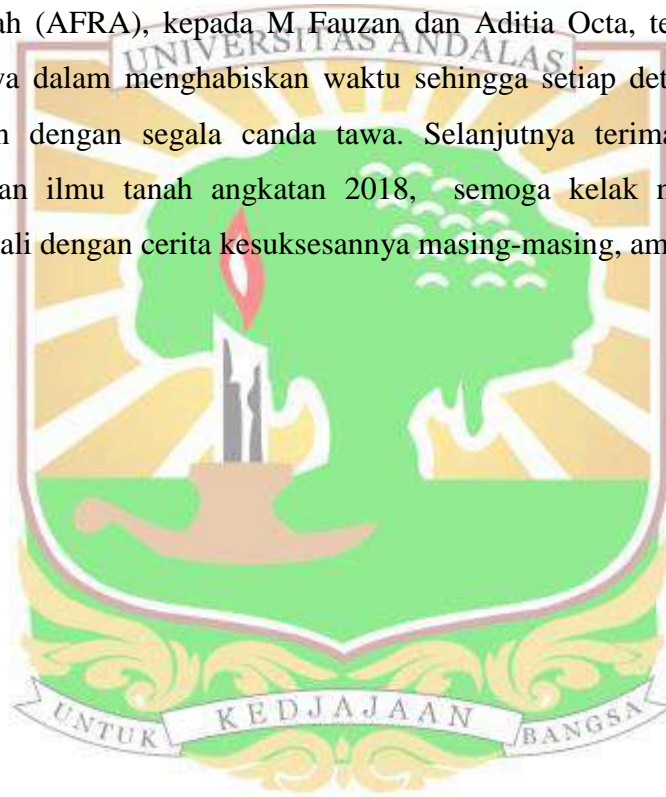 ah (AFRA), kepada M Fauzan dan Aditia Octa, te
UNIVERSITAS ANDALAS
a dalam menghabiskan waktu sehingga setiap det
dengan segala canda tawa. Selanjutnya terima
an ilmu tanah angkatan 2018, semoga kelak
ali dengan cerita kesuksesannya masing-masing, am
UNTUK KEDJAJAAN BANGSA